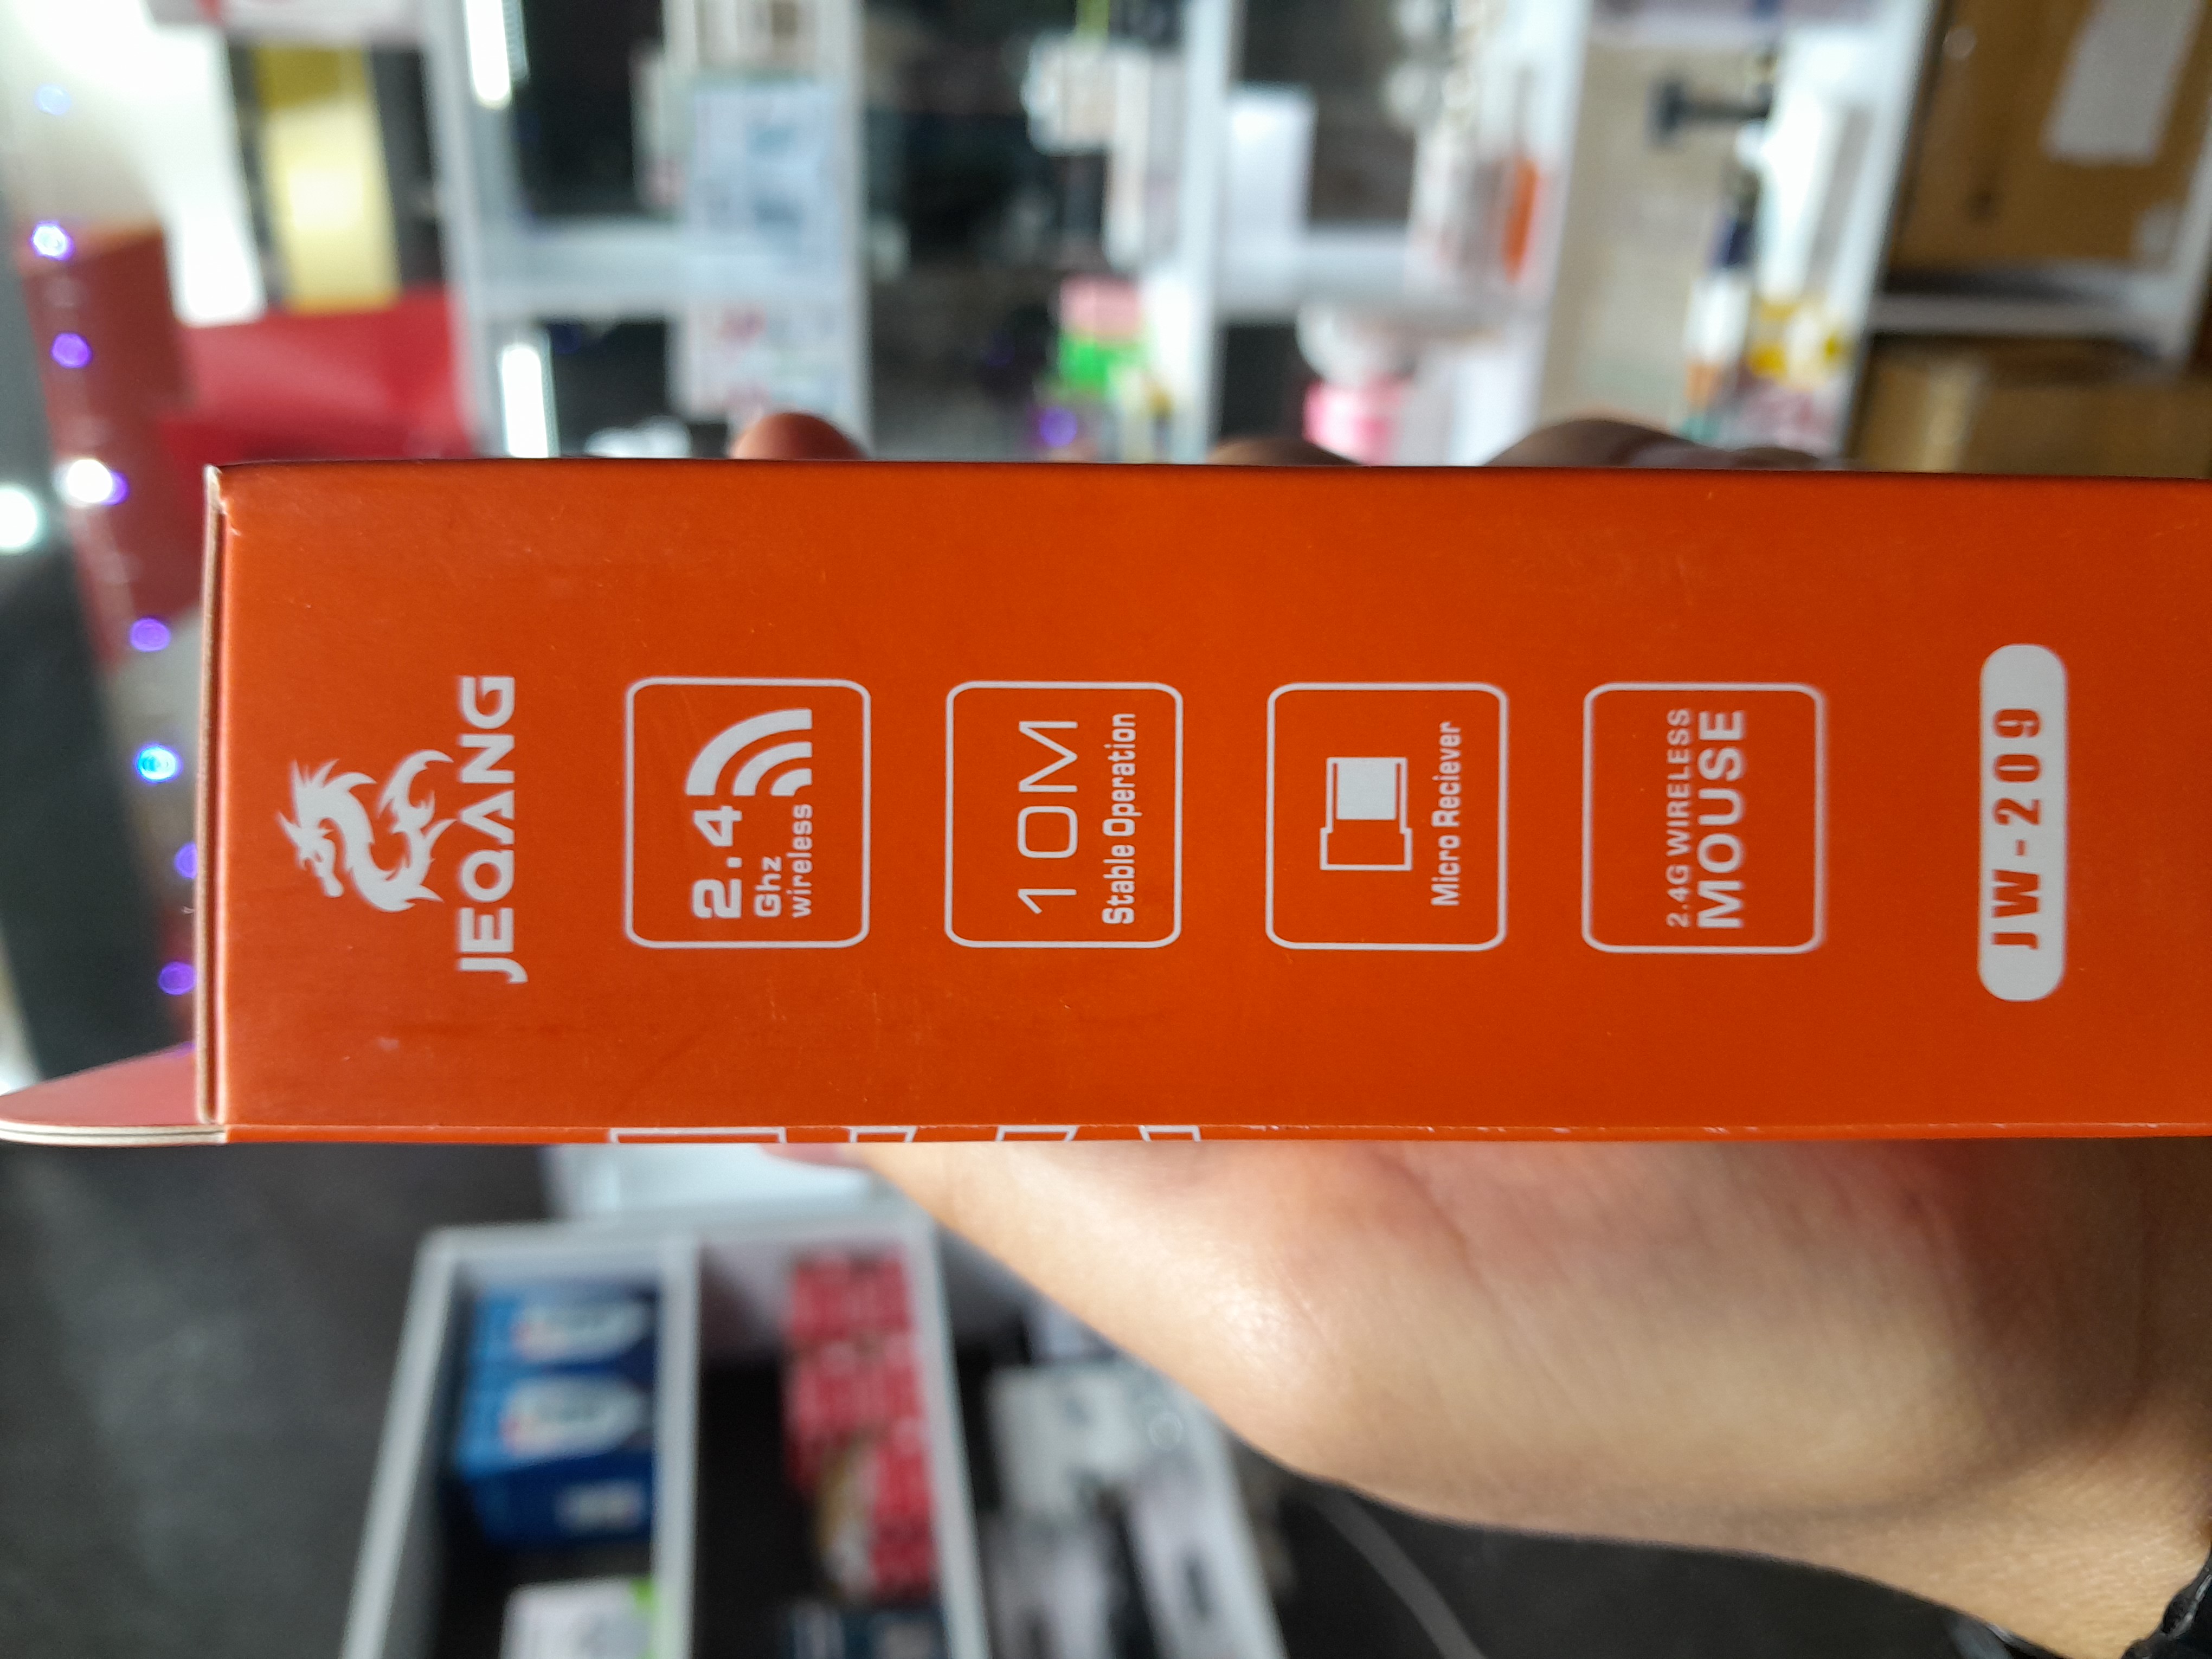 JEQANG
2.4
Ghz
wireless
10M
Stable Operation
Micro Reciever
2.4G WIRELESS
MOUSE
JW-209